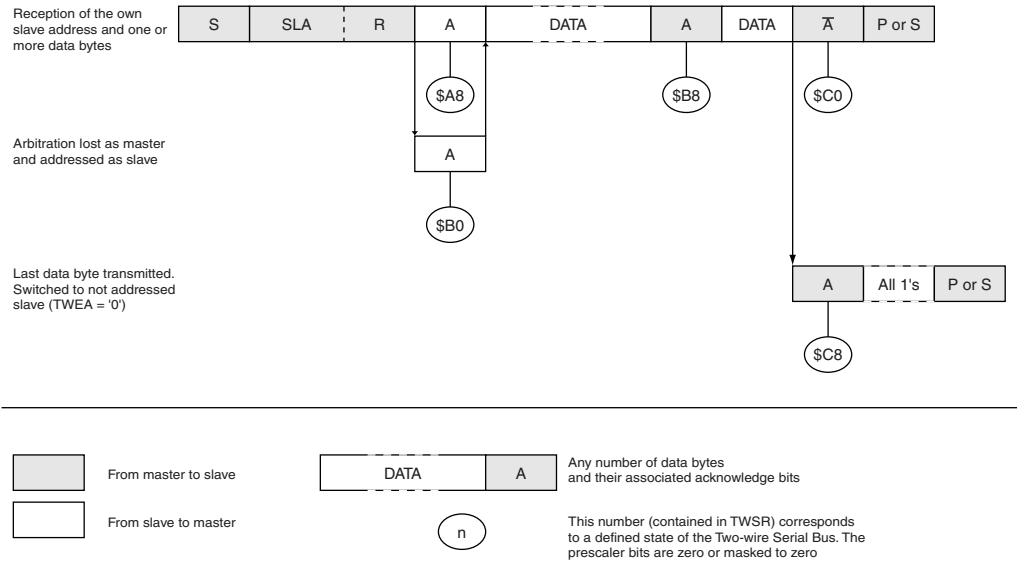 Reception of the own
slave address and one or
more data bytes
S SLA R A DATA A DATA A̅ P or S
$A8 $B8 $C0
Arbitration lost as master
and addressed as slave
A
$B0
Last data byte transmitted.
Switched to not addressed
slave (TWEA = '0')
A All 1's P or S
$C8
From master to slave
DATA A
Any number of data bytes
and their associated acknowledge bits
From slave to master
n
This number (contained in TWSR) corresponds
to a defined state of the Two-wire Serial Bus. The
prescaler bits are zero or masked to zero